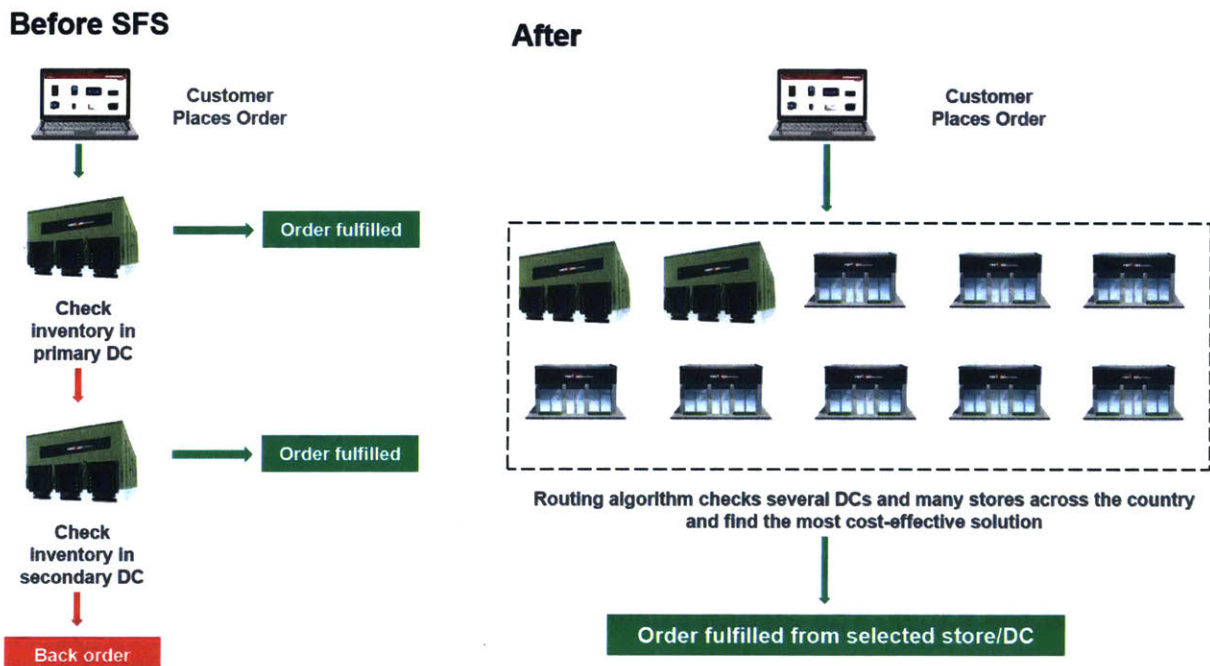 Before SFS
Customer
Places Order
Order fulfilled
Check
inventory in
primary DC
Order fulfilled
Check
inventory in
secondary DC
Back order
After
Customer
Places Order
Routing algorithm checks several DCs and many stores across the country
and find the most cost-effective solution
Order fulfilled from selected store/DC